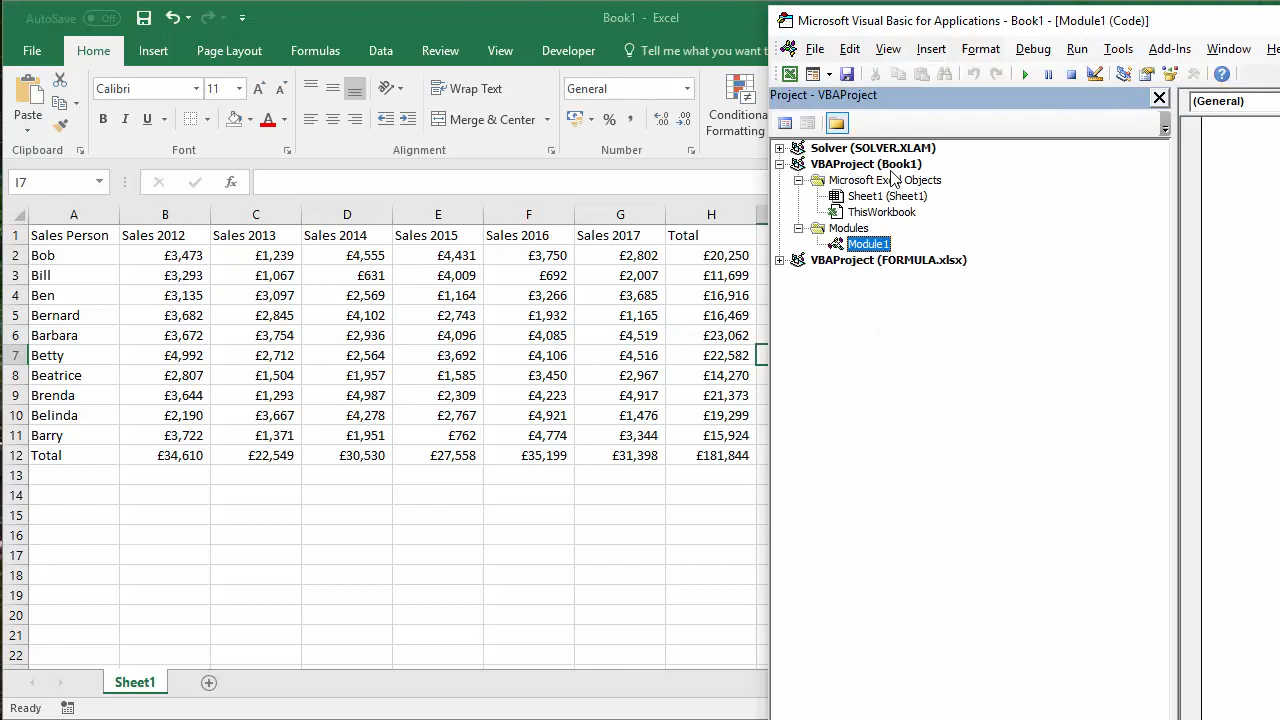 AutoSave Off
Book1 - Excel
File Home Insert Page Layout Formulas Data Review View Developer Tell me what you want
Calibri 11
Wrap Text
General
Paste
B I U
A
Merge & Center
% , .00
Conditional
Formatting
Clipboard Font Alignment Number
I7 fx
A B C D E F G H
1 Sales Person Sales 2012 Sales 2013 Sales 2014 Sales 2015 Sales 2016 Sales 2017 Total
2 Bob £3,473 £1,239 £4,555 £4,431 £3,750 £2,802 £20,250
3 Bill £3,293 £1,067 £631 £4,009 £692 £2,007 £11,699
4 Ben £3,135 £3,097 £2,569 £1,164 £3,266 £3,685 £16,916
5 Bernard £3,682 £2,845 £4,102 £2,743 £1,932 £1,165 £16,469
6 Barbara £3,672 £3,754 £2,936 £4,096 £4,085 £4,519 £23,062
7 Betty £4,992 £2,712 £2,564 £3,692 £4,106 £4,516 £22,582
8 Beatrice £2,807 £1,504 £1,957 £1,585 £3,450 £2,967 £14,270
9 Brenda £3,644 £1,293 £4,987 £2,309 £4,223 £4,917 £21,373
10 Belinda £2,190 £3,667 £4,278 £2,767 £4,921 £1,476 £19,299
11 Barry £3,722 £1,371 £1,951 £762 £4,774 £3,344 £15,924
12 Total £34,610 £22,549 £30,530 £27,558 £35,199 £31,398 £181,844
13
14
15
16
17
18
19
20
21
22
Sheet1
Ready
Microsoft Visual Basic for Applications - Book1 - [Module1 (Code)]
File Edit View Insert Format Debug Run Tools Add-Ins Window He
Project - VBAProject
(General)
Solver (SOLVER.XLAM)
VBAProject (Book1)
Microsoft Objects
Sheet1 (Sheet1)
ThisWorkbook
Modules
Module1
VBAProject (FORMULA.xlsx)